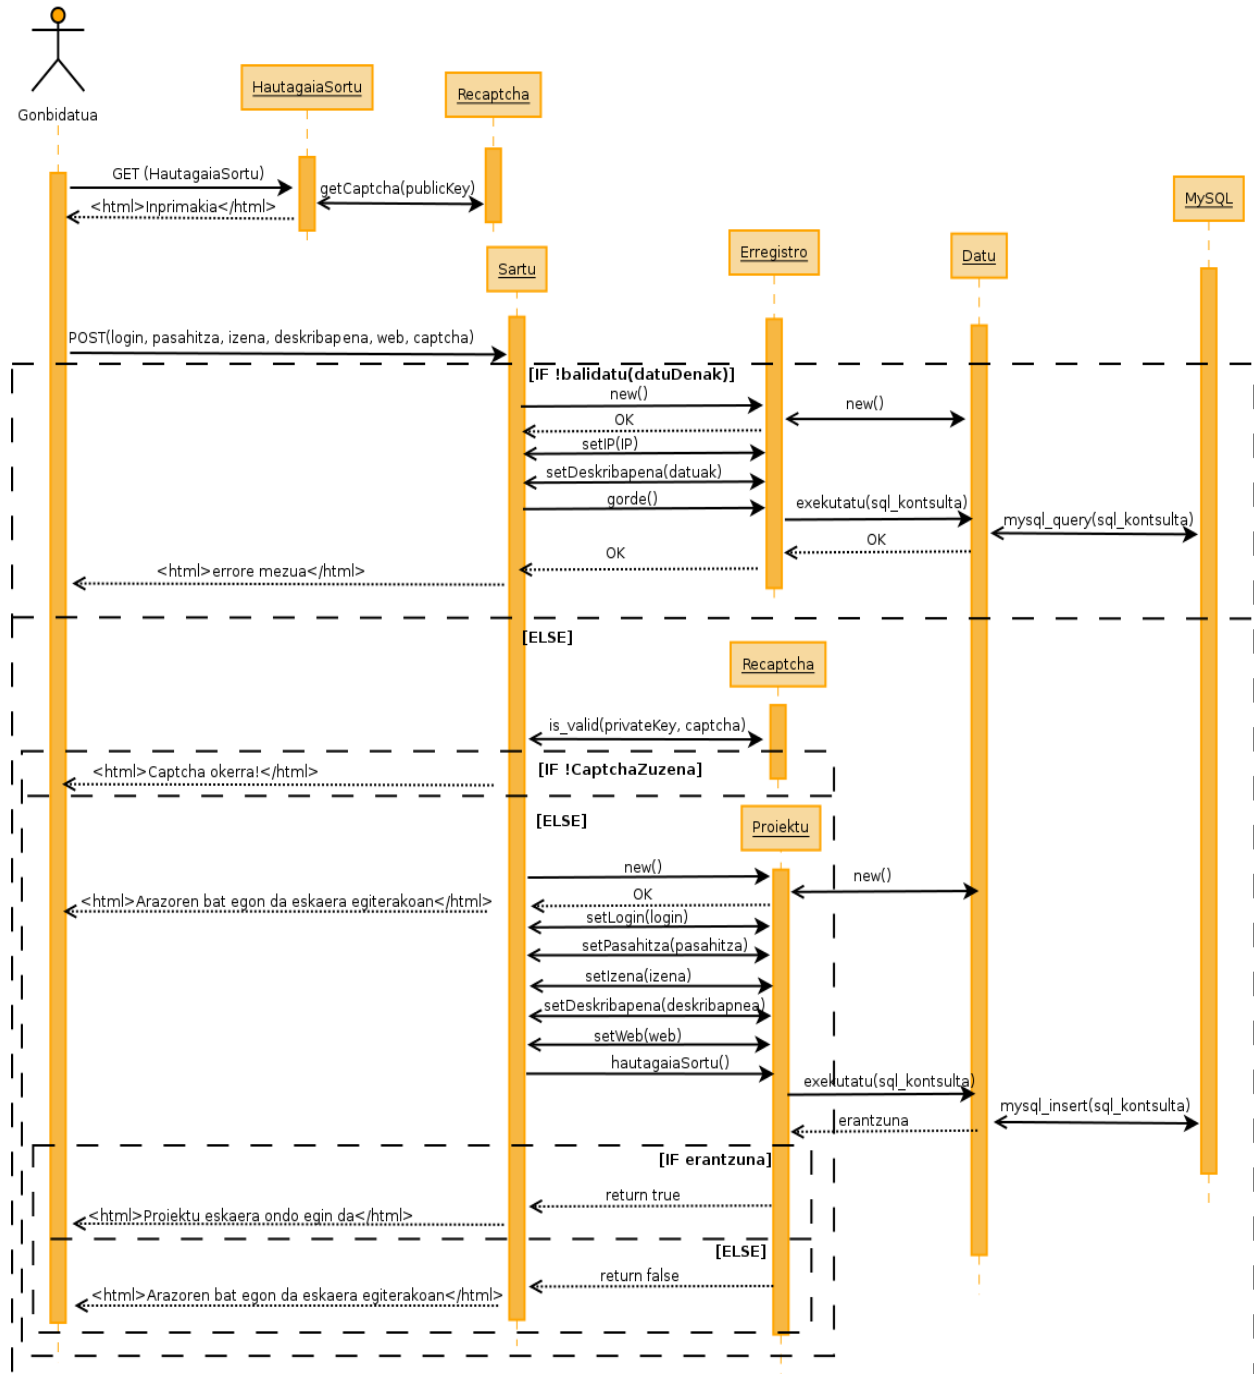 Gonbidatua
HautagaiaSortu
Recaptcha
GET (HautagaiaSortu)
getCaptcha(publicKey)
<html>Inprimakia</html>
MySQL
Erregistro
Datu
Sartu
POST(login, pasahitza, izena, deskribapena, web, captcha)
[IF !balidatu(datuDenak)]
new()
new()
OK
setIP(IP)
setDeskribapena(datuak)
gorde()
exekutatu(sql_kontsulta)
mysql_query(sql_kontsulta)
OK
OK
<html>errore mezua</html>
[ELSE]
Recaptcha
is_valid(privateKey, captcha)
<html>Captcha okerra!</html>
[IF !CaptchaZuzena]
[ELSE]
Proiektu
new()
new()
OK
<html>Arazoren bat egon da eskaera egiterakoan</html>
setLogin(login)
setPasahitza(pasahitza)
setIzena(izena)
setDeskribapena(deskribapnea)
setWeb(web)
hautagaiaSortu()
exekutatu(sql_kontsulta)
mysql_insert(sql_kontsulta)
erantzuna
[IF erantzuna]
return true
<html>Proiektu eskaera ondo egin da</html>
[ELSE]
return false
<html>Arazoren bat egon da eskaera egiterakoan</html>